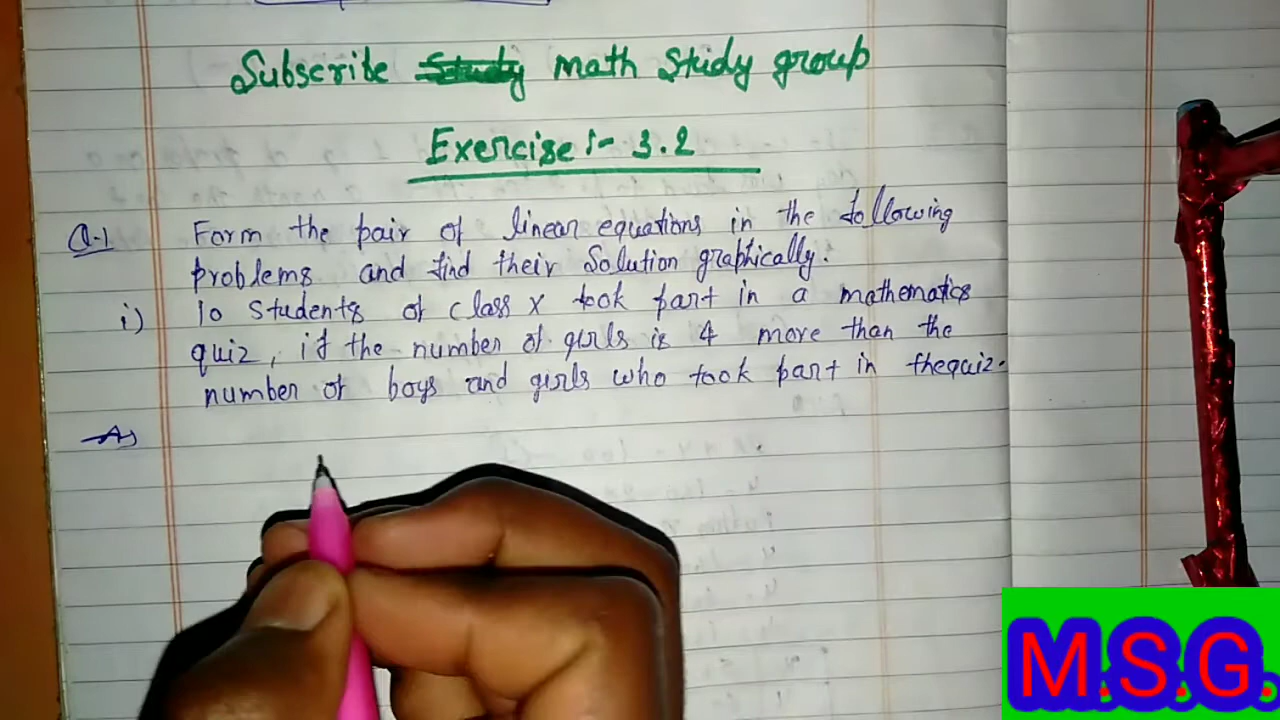 Subscribe math study group
Exercise :- 3.2
Q.1 Form the pair of linear equations in the following
problems and find their Solution graphically.
i) 10 Students of class X took part in a mathematics
quiz, if the number of girls is 4 more than the
number of boys and girls who took part in thequiz.
A)
M.S.G.